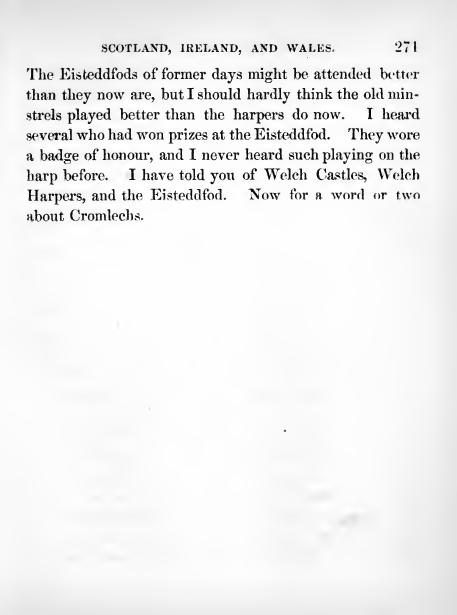 SCOTLAND, IRELAND, AND WALES. 271
The Eisteddfods of former days might be attended better
than they now are, but I should hardly think the old min-
strels played better than the harpers do now. I heard
several who had won prizes at the Eisteddfod. They wore
a badge of honour, and I never heard such playing on the
harp before. I have told you of Welch Castles, Welch
Harpers, and the Eisteddfod. Now for a word or two
about Cromlechs.